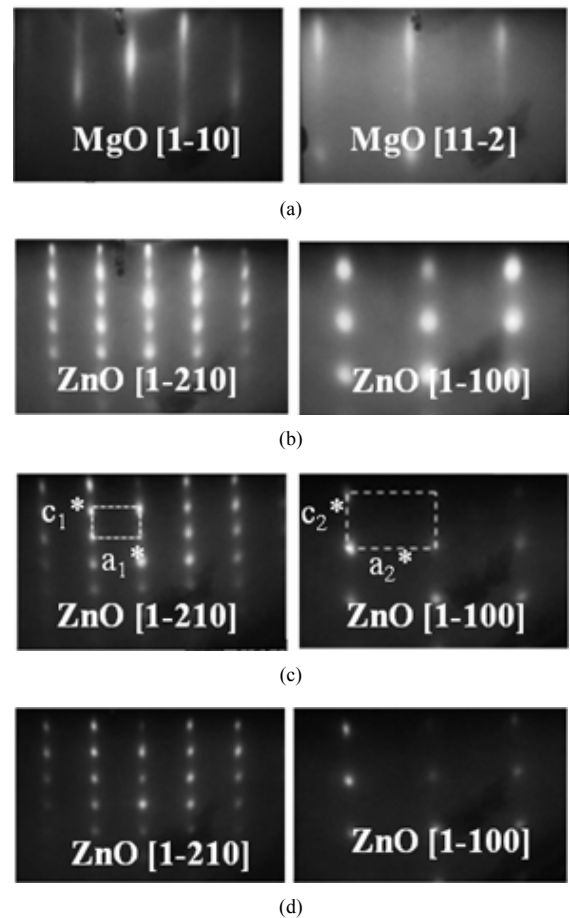 MgO [1-10] MgO [11-2]
(a)
ZnO [1-210] ZnO [1-100]
(b)
c₁* a₁* c₂* a₂*
ZnO [1-210] ZnO [1-100]
(c)
ZnO [1-210] ZnO [1-100]
(d)